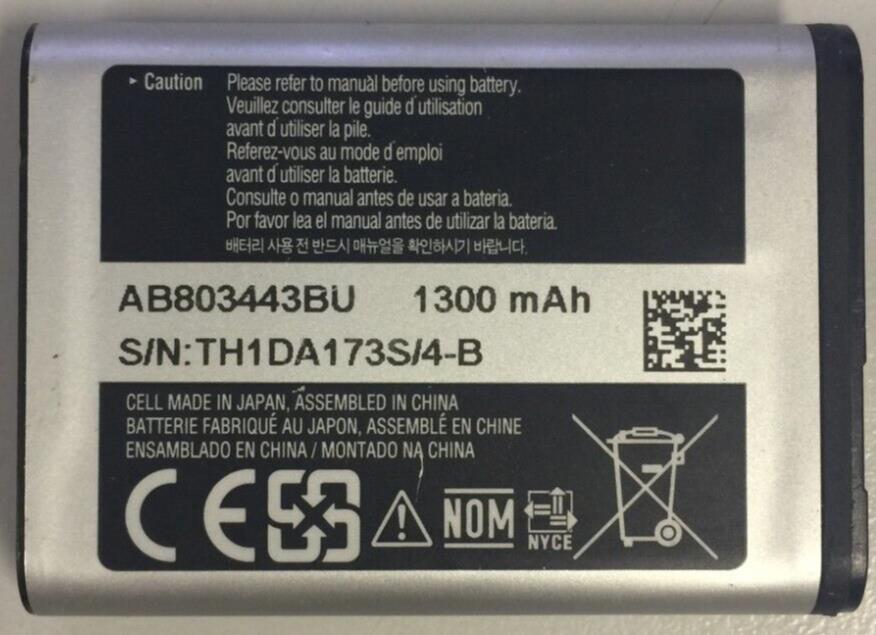 ▸ Caution Please refer to manuàl before using battery.
Veuillez consulter le guide d'utilisation
avant d'utiliser la pile.
Referez-vous au mode d'emploi
avant d'utiliser la batterie.
Consulte o manual antes de usar a bateria.
Por favor lea el manual antes de utilizar la bateria.
배터리 사용 전 반드시 매뉴얼을 확인하시기 바랍니다.
AB803443BU 1300 mAh
S/N:TH1DA173S/4-B
CELL MADE IN JAPAN, ASSEMBLED IN CHINA
BATTERIE FABRIQUÉ AU JAPON, ASSEMBLÉ EN CHINE
ENSAMBLADO EN CHINA / MONTADO NA CHINA
CE NOM NYCE